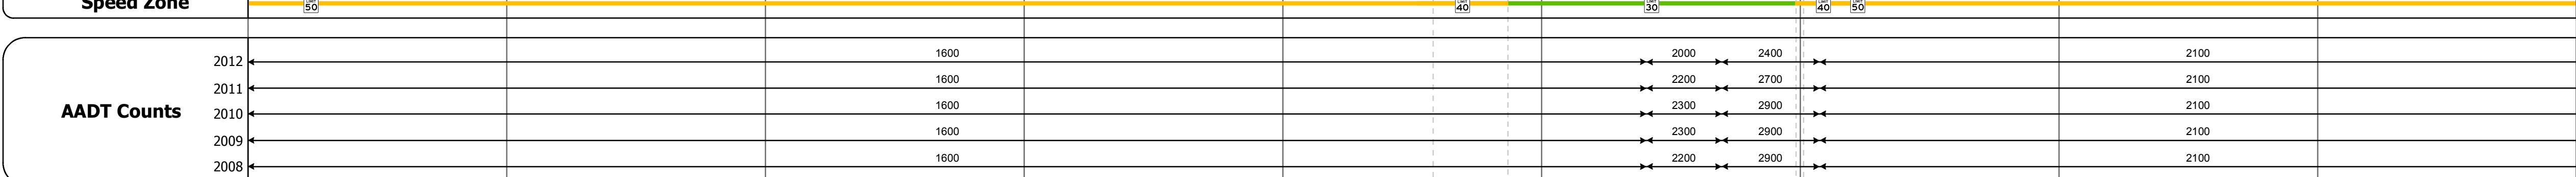 Speed Zone 50 40 30 40 50
2012 1600 2000 2400 2100
2011 1600 2200 2700 2100
AADT Counts 2010 1600 2300 2900 2100
2009 1600 2300 2900 2100
2008 1600 2200 2900 2100